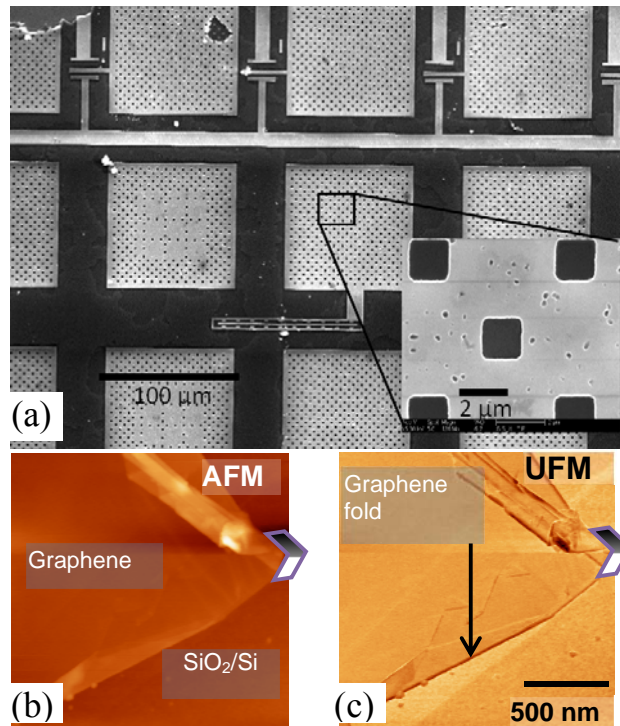 100 µm
2 µm
(a)
AFM
Graphene
SiO2/Si
(b)
UFM
Graphene
fold
500 nm
(c)